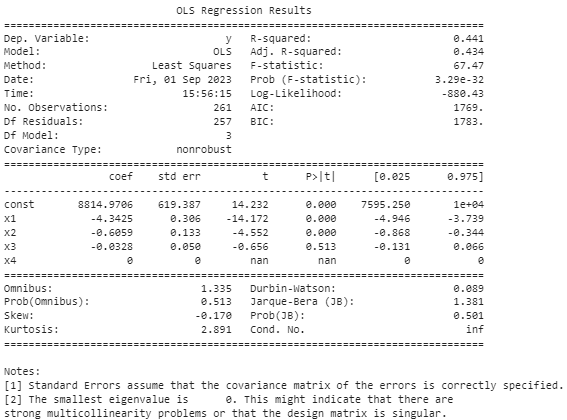 OLS Regression Results
==============================================================================
Dep. Variable: y R-squared: 0.441
Model: OLS Adj. R-squared: 0.434
Method: Least Squares F-statistic: 67.47
Date: Fri, 01 Sep 2023 Prob (F-statistic): 3.29e-32
Time: 15:56:15 Log-Likelihood: -880.43
No. Observations: 261 AIC: 1769.
Df Residuals: 257 BIC: 1783.
Df Model: 3
Covariance Type: nonrobust
==============================================================================
coef std err t P>|t| [0.025 0.975]
------------------------------------------------------------------------------
const 8814.9706 619.387 14.232 0.000 7595.250 1e+04
x1 -4.3425 0.306 -14.172 0.000 -4.946 -3.739
x2 -0.6059 0.133 -4.552 0.000 -0.868 -0.344
x3 -0.0328 0.050 -0.656 0.513 -0.131 0.066
x4 0 0 nan nan 0 0
==============================================================================
Omnibus: 1.335 Durbin-Watson: 0.089
Prob(Omnibus): 0.513 Jarque-Bera (JB): 1.381
Skew: -0.170 Prob(JB): 0.501
Kurtosis: 2.891 Cond. No. inf
==============================================================================
Notes:
[1] Standard Errors assume that the covariance matrix of the errors is correctly specified.
[2] The smallest eigenvalue is 0. This might indicate that there are
strong multicollinearity problems or that the design matrix is singular.